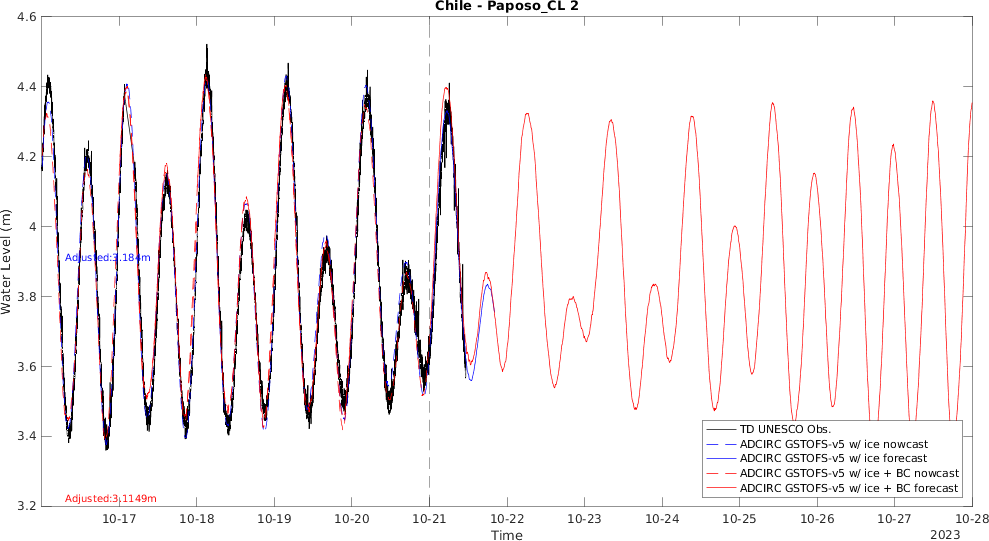 Chile - Paposo_CL 2
4.6
4.4
4.2
4
3.8
3.6
3.4
3.2
Water Level (m)
Adjusted:3.184m
Adjusted:3.1149m
TD UNESCO Obs.
ADCIRC GSTOFS-v5 w/ ice nowcast
ADCIRC GSTOFS-v5 w/ ice forecast
ADCIRC GSTOFS-v5 w/ ice + BC nowcast
ADCIRC GSTOFS-v5 w/ ice + BC forecast
10-17 10-18 10-19 10-20 10-21 10-22 10-23 10-24 10-25 10-26 10-27 10-28
Time
2023